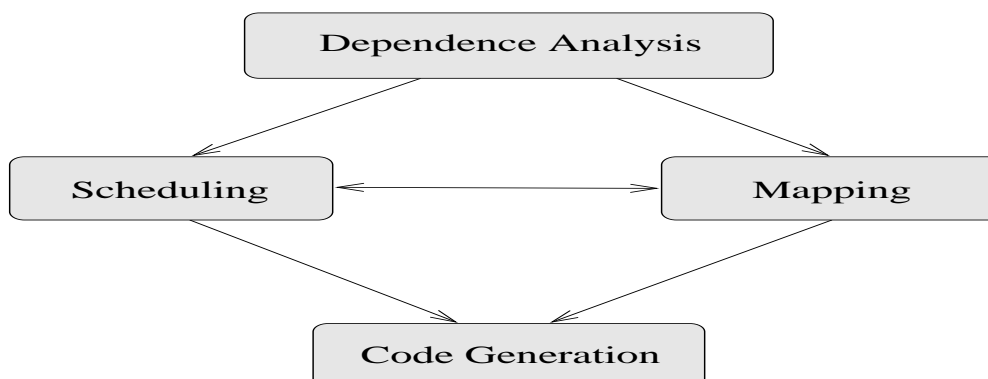 Dependence Analysis
Scheduling
Mapping
Code Generation